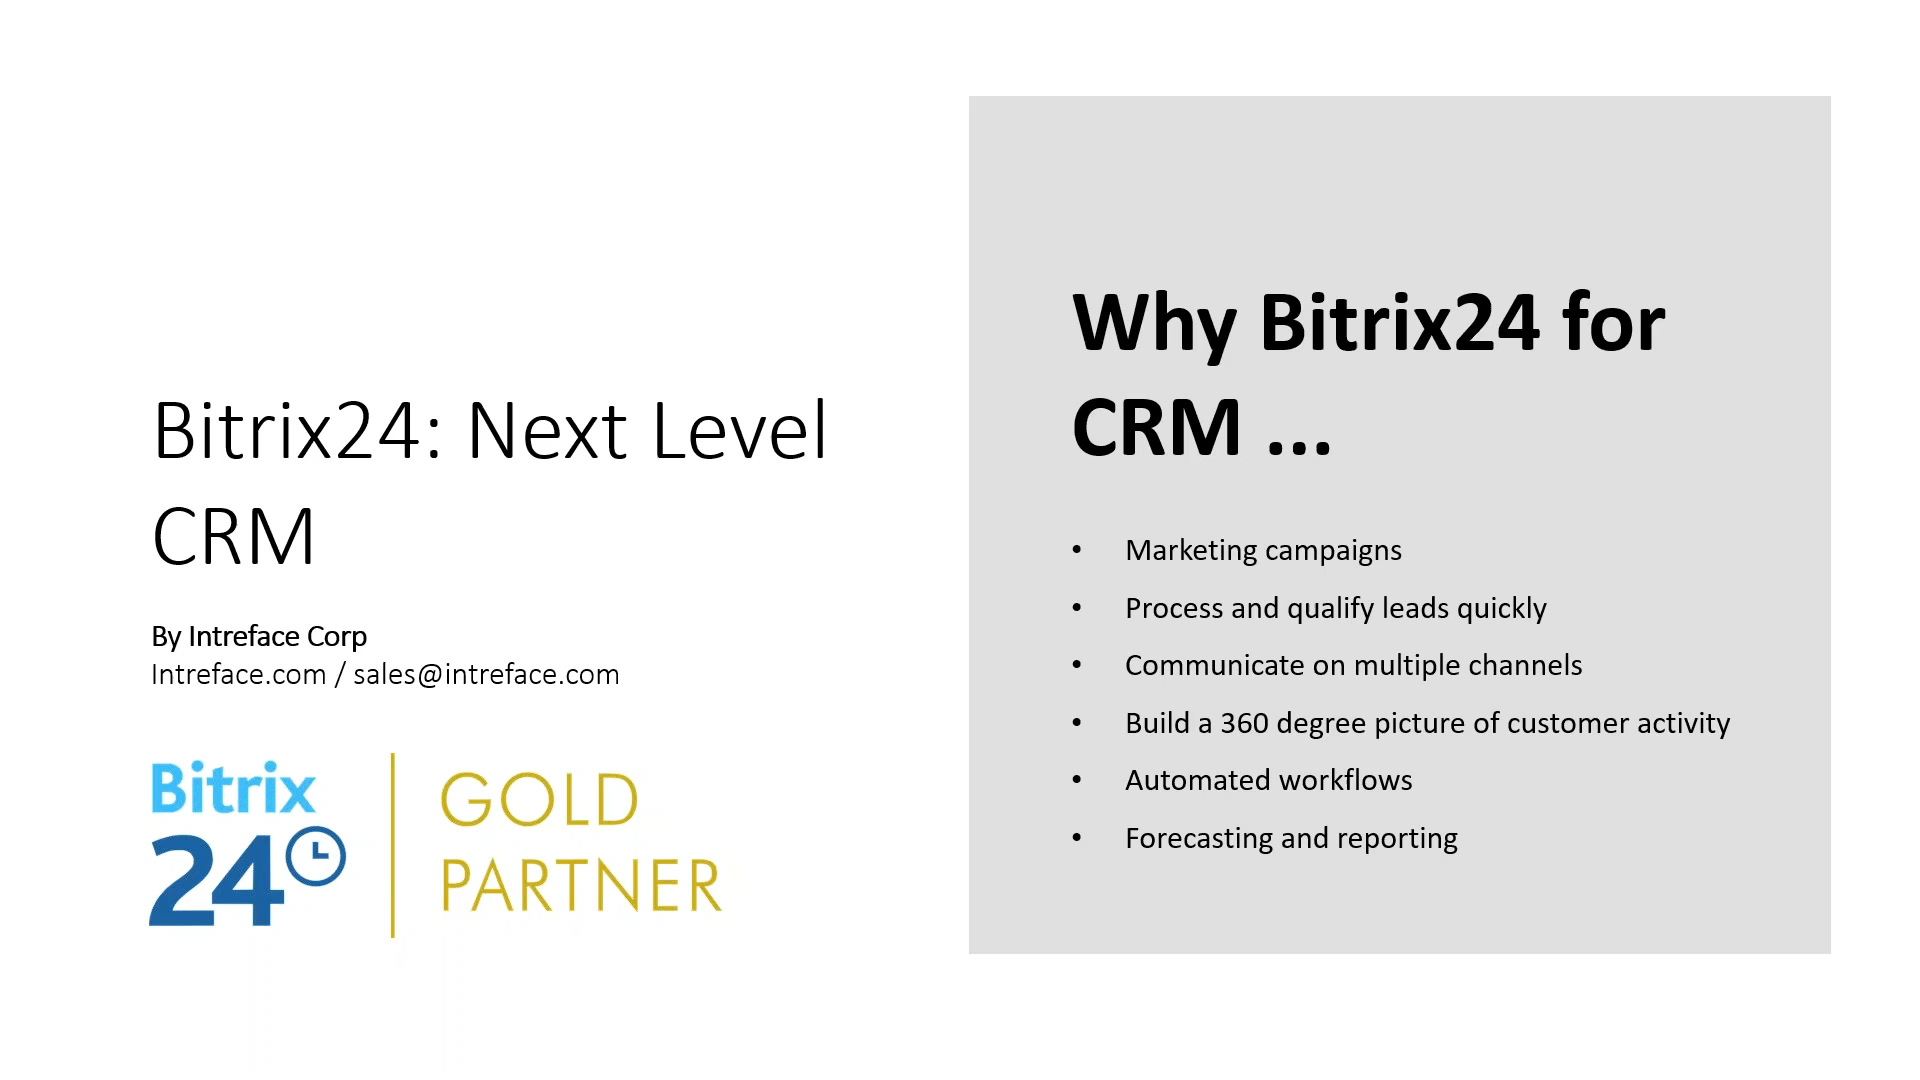 Bitrix24: Next Level
CRM
By Intreface Corp
Intreface.com / sales@intreface.com
Bitrix
24
GOLD
PARTNER
Why Bitrix24 for
CRM ...
• Marketing campaigns
• Process and qualify leads quickly
• Communicate on multiple channels
• Build a 360 degree picture of customer activity
• Automated workflows
• Forecasting and reporting